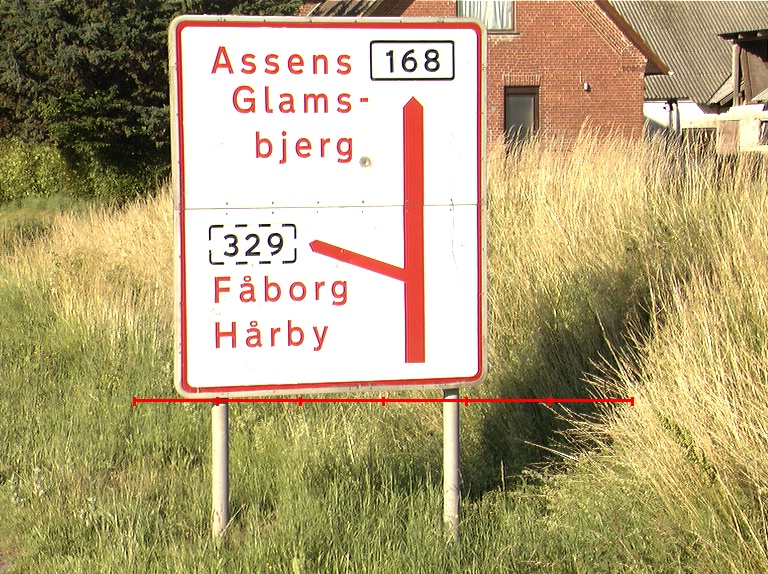 Assens 168
Glams-
bjerg
329
Fåborg
Hårby